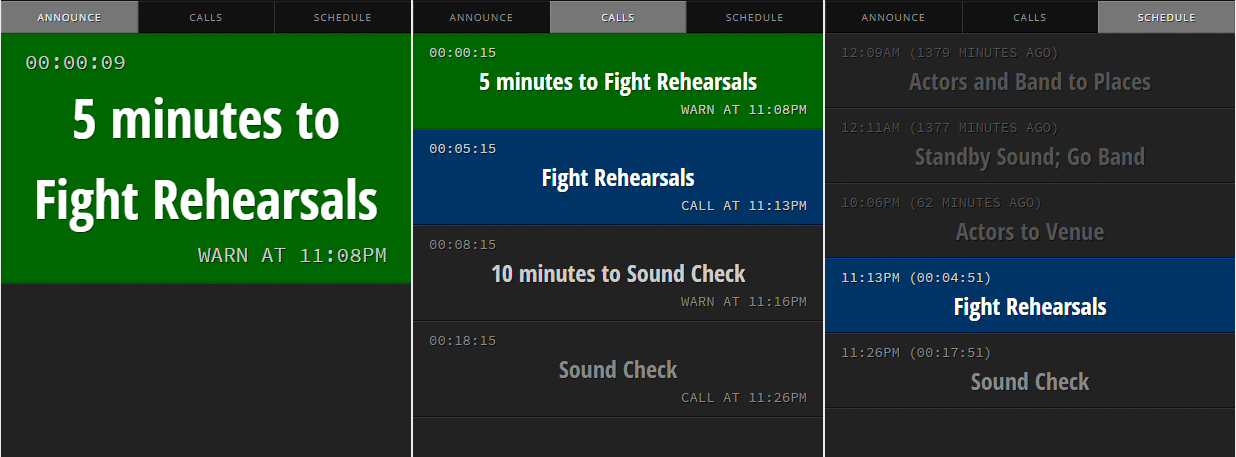 ANNOUNCE CALLS SCHEDULE
00:00:09
5 minutes to
Fight Rehearsals
WARN AT 11:08PM
ANNOUNCE CALLS SCHEDULE
00:00:15
5 minutes to Fight Rehearsals
WARN AT 11:08PM
00:05:15
Fight Rehearsals
CALL AT 11:13PM
00:08:15
10 minutes to Sound Check
WARN AT 11:16PM
00:18:15
Sound Check
CALL AT 11:26PM
ANNOUNCE CALLS SCHEDULE
12:09AM (1379 MINUTES AGO)
Actors and Band to Places
12:11AM (1377 MINUTES AGO)
Standby Sound; Go Band
10:06PM (62 MINUTES AGO)
Actors to Venue
11:13PM (00:04:51)
Fight Rehearsals
11:26PM (00:17:51)
Sound Check